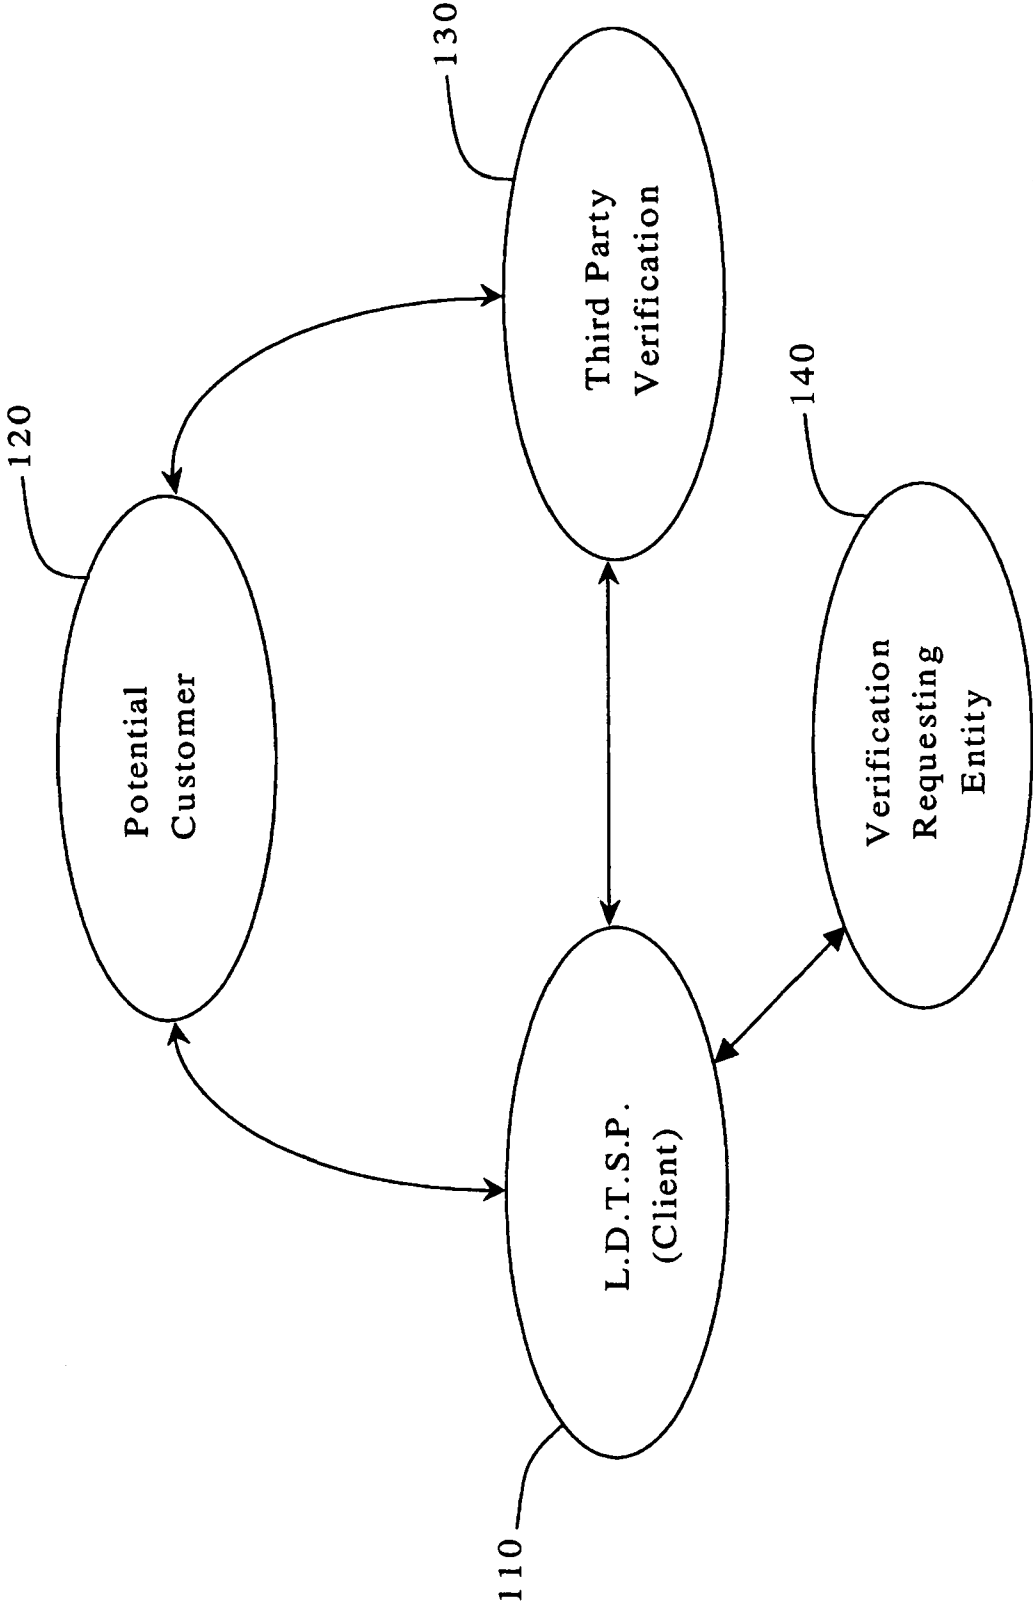 120
Potential
Customer
130
Third Party
Verification
110
L.D.T.S.P.
(Client)
140
Verification
Requesting
Entity